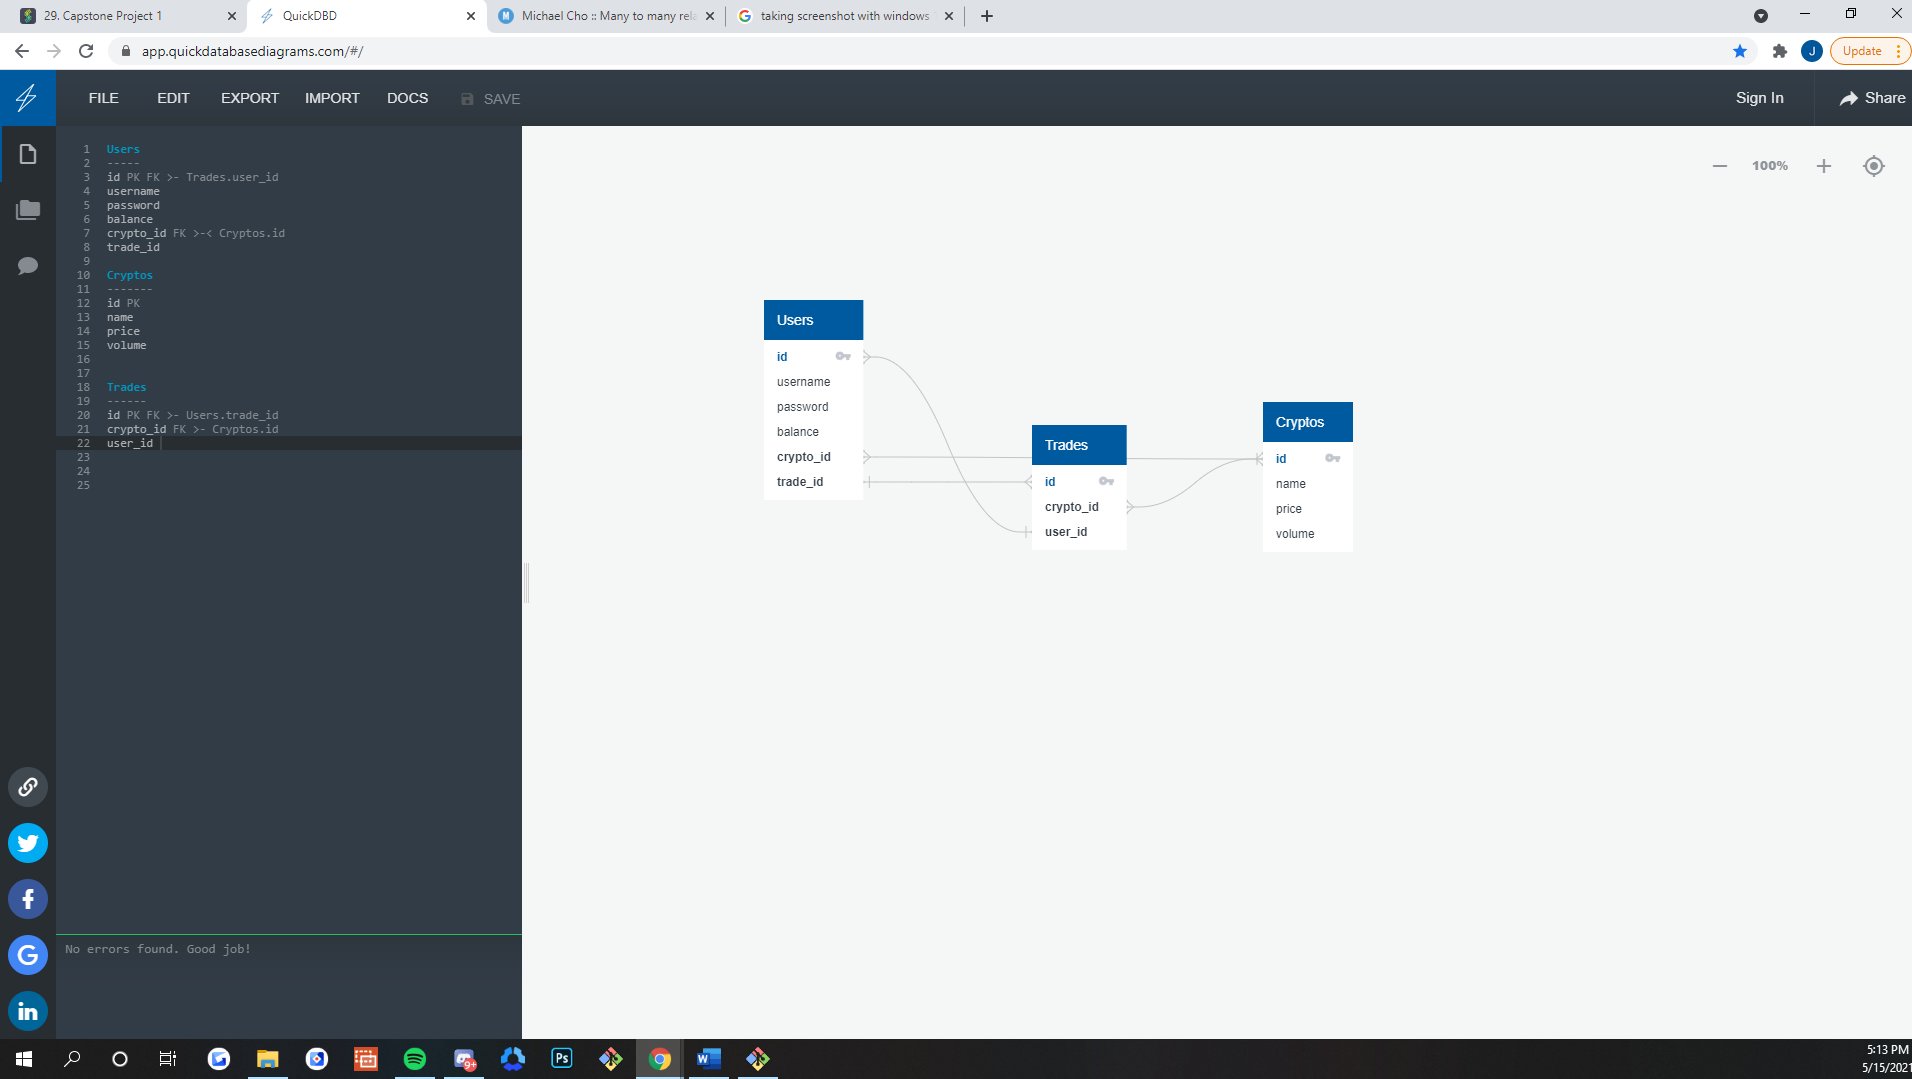 29. Capstone Project 1
QuickDBD
Michael Cho :: Many to many rela
taking screenshot with windows
app.quickdatabasediagrams.com/#/
J
Update
FILE
EDIT
EXPORT
IMPORT
DOCS
SAVE
Sign In
Share
1 Users
2 -----
3 id PK FK >- Trades.user_id
4 username
5 password
6 balance
7 crypto_id FK >-< Cryptos.id
8 trade_id
9
10 Cryptos
11 -------
12 id PK
13 name
14 price
15 volume
16
17
18 Trades
19 ------
20 id PK FK >- Users.trade_id
21 crypto_id FK >- Cryptos.id
22 user_id
23
24
25
100%
Users
id
username
password
balance
crypto_id
trade_id
Trades
id
crypto_id
user_id
Cryptos
id
name
price
volume
No errors found. Good job!
9+
Ps
5:13 PM
5/15/2021